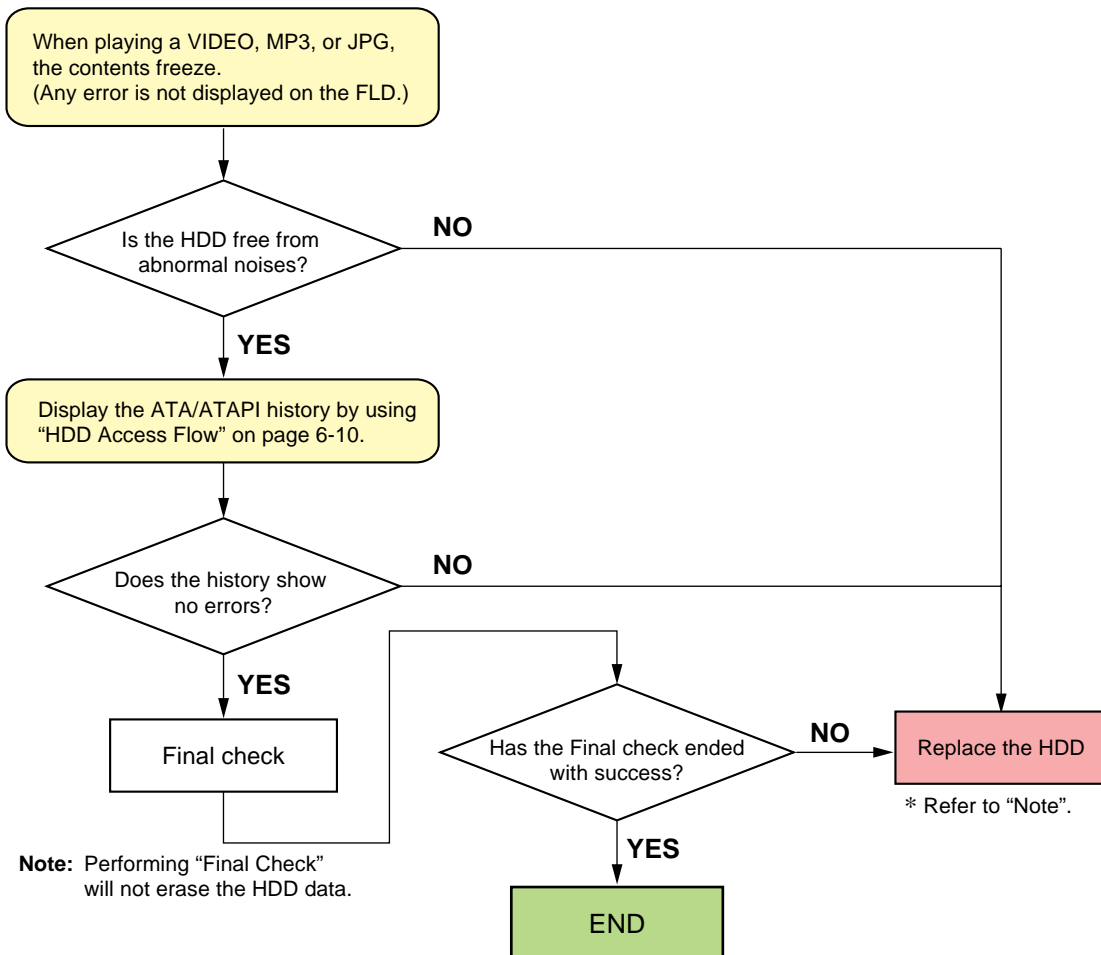 When playing a VIDEO, MP3, or JPG,
the contents freeze.
(Any error is not displayed on the FLD.)
Is the HDD free from
abnormal noises?
NO
YES
Display the ATA/ATAPI history by using
“HDD Access Flow” on page 6-10.
Does the history show
no errors?
NO
YES
Final check
Has the Final check ended
with success?
NO
Replace the HDD
* Refer to “Note”.
YES
Note: Performing “Final Check”
will not erase the HDD data.
END